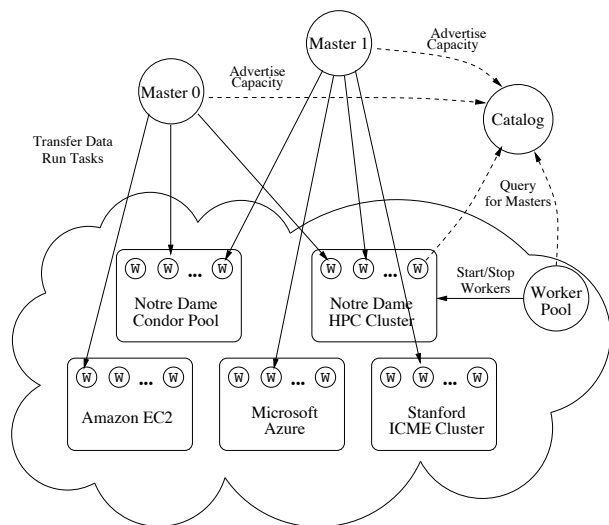 Master 1
Advertise
Capacity
Advertise
Capacity
Master 0
Catalog
Transfer Data
Run Tasks
Query
for Masters
W W ... W
Notre Dame
Condor Pool
W W ... W
Notre Dame
HPC Cluster
Start/Stop
Workers
Worker
Pool
W W ... W
Amazon EC2
W W ... W
Microsoft
Azure
W W ... W
Stanford
ICME Cluster